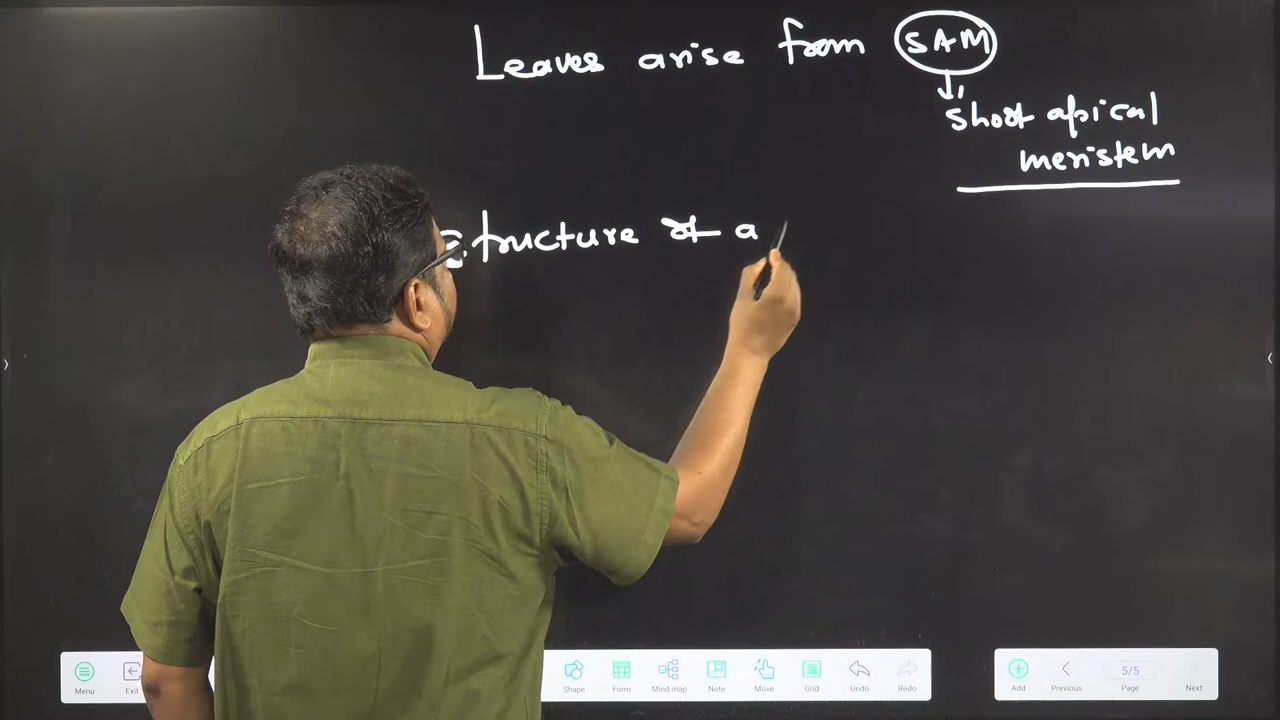 Leaves arise from SAM
Short apical
meristem
Structure of a
Menu
Exit
Shape
Form
Mind map
Note
Move
Grid
Undo
Redo
Add
Previous
5/5
Page
Next